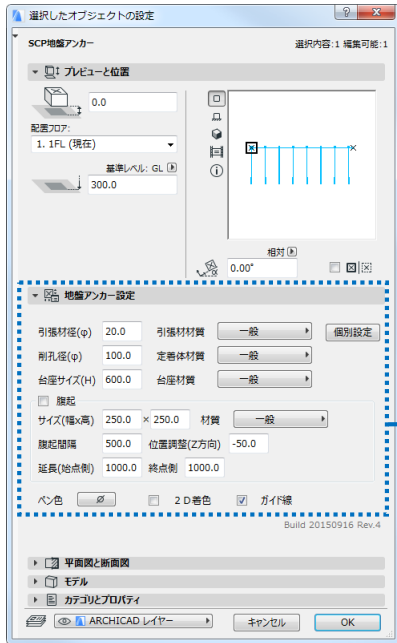 選択したオブジェクトの設定
SCP地盤アンカー 選択内容:1 編集可能:1
プレビューと位置
0.0
配置フロア:
1. 1FL (現在)
基準レベル: GL
300.0
相対
0.00°
地盤アンカー設定
引張材径(φ) 20.0 引張材材質 一般 個別設定
削孔径(φ) 100.0 定着体材質 一般
台座サイズ(H) 600.0 台座材質 一般
腹起
サイズ(幅x高) 250.0 × 250.0 材質 一般
腹起間隔 500.0 位置調整(Z方向) -50.0
延長(始点側) 1000.0 終点側 1000.0
ペン色 2D着色 ガイド線
Build 20150916 Rev.4
平面図と断面図
モデル
カテゴリとプロパティ
ARCHICAD レイヤー キャンセル OK